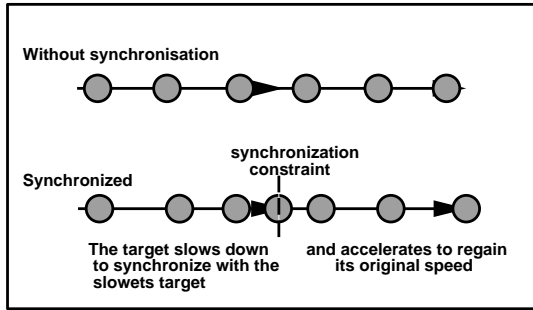 Without synchronisation
synchronization
constraint
Synchronized
The target slows down
to synchronize with the
slowets target
and accelerates to regain
its original speed